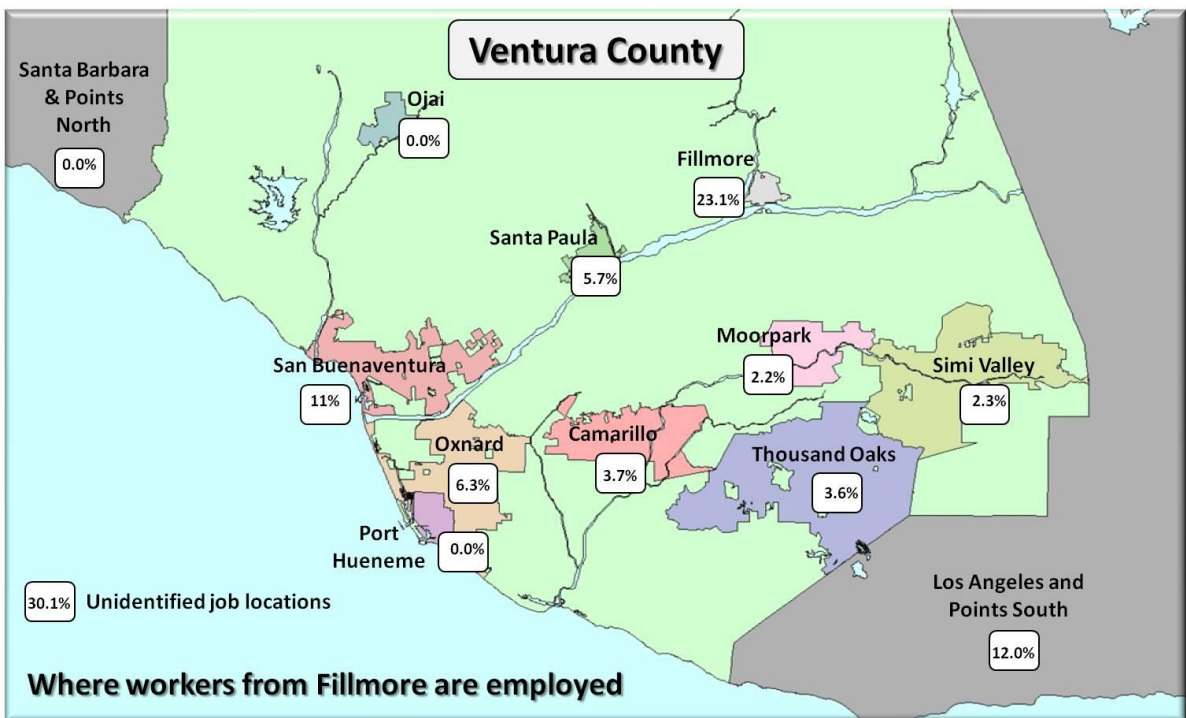 Ventura County
Santa Barbara
& Points
North
0.0%
Ojai
0.0%
Fillmore
23.1%
Santa Paula
5.7%
Moorpark
2.2%
Simi Valley
2.3%
San Buenaventura
11%
Oxnard
6.3%
Camarillo
3.7%
Thousand Oaks
3.6%
Port
Hueneme
0.0%
30.1% Unidentified job locations
Los Angeles and
Points South
12.0%
Where workers from Fillmore are employed